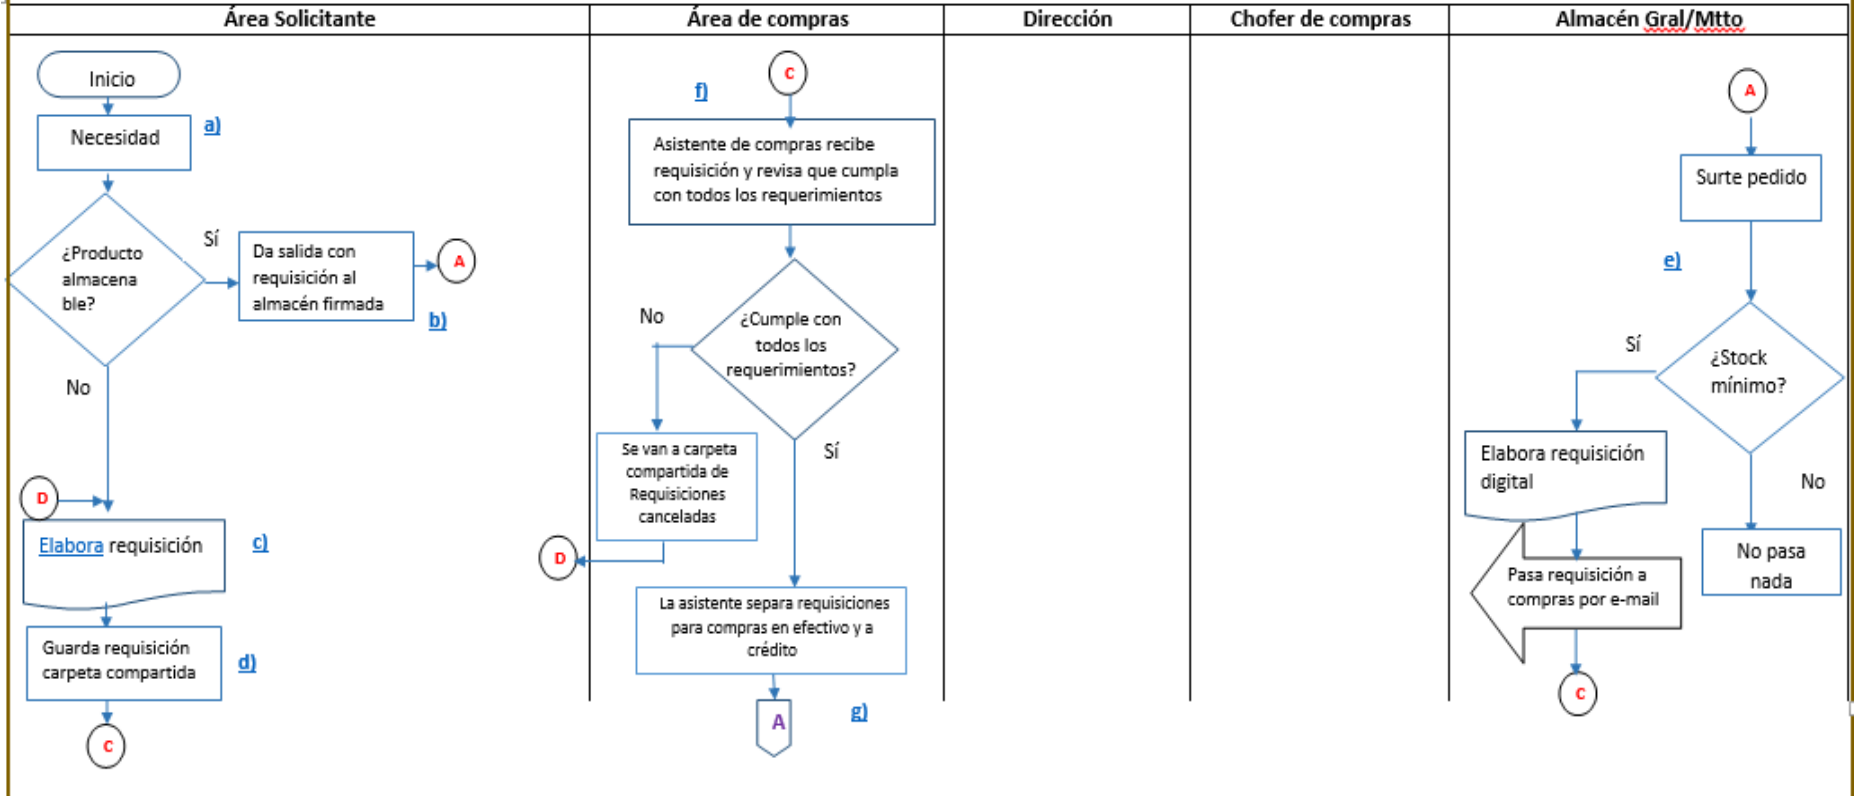 Área Solicitante
Área de compras
Dirección
Chofer de compras
Almacén Gral/Mtto
Inicio
Necesidad
a)
¿Producto
almacena
ble?
Sí
Da salida con
requisición al
almacén firmada
A
b)
No
D
Elabora requisición
c)
Guarda requisición
carpeta compartida
d)
C
C
f)
Asistente de compras recibe
requisición y revisa que cumpla
con todos los requerimientos
¿Cumple con
todos los
requerimientos?
No
Se van a carpeta
compartida de
Requisiciones
canceladas
D
Sí
La asistente separa requisiciones
para compras en efectivo y a
crédito
A
g)
A
Surte pedido
e)
¿Stock
mínimo?
Sí
Elabora requisición
digital
Pasa requisición a
compras por e-mail
C
No
No pasa
nada